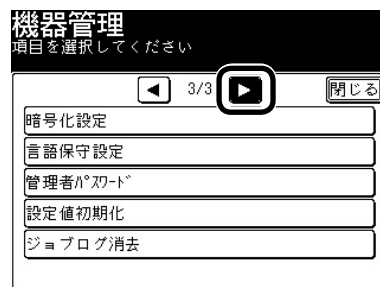 機器管理
項目を選択してください
3/3
閉じる
暗号化設定
言語保守設定
管理者ﾊﾟｽﾜｰﾄﾞ
設定値初期化
ジョブログ消去